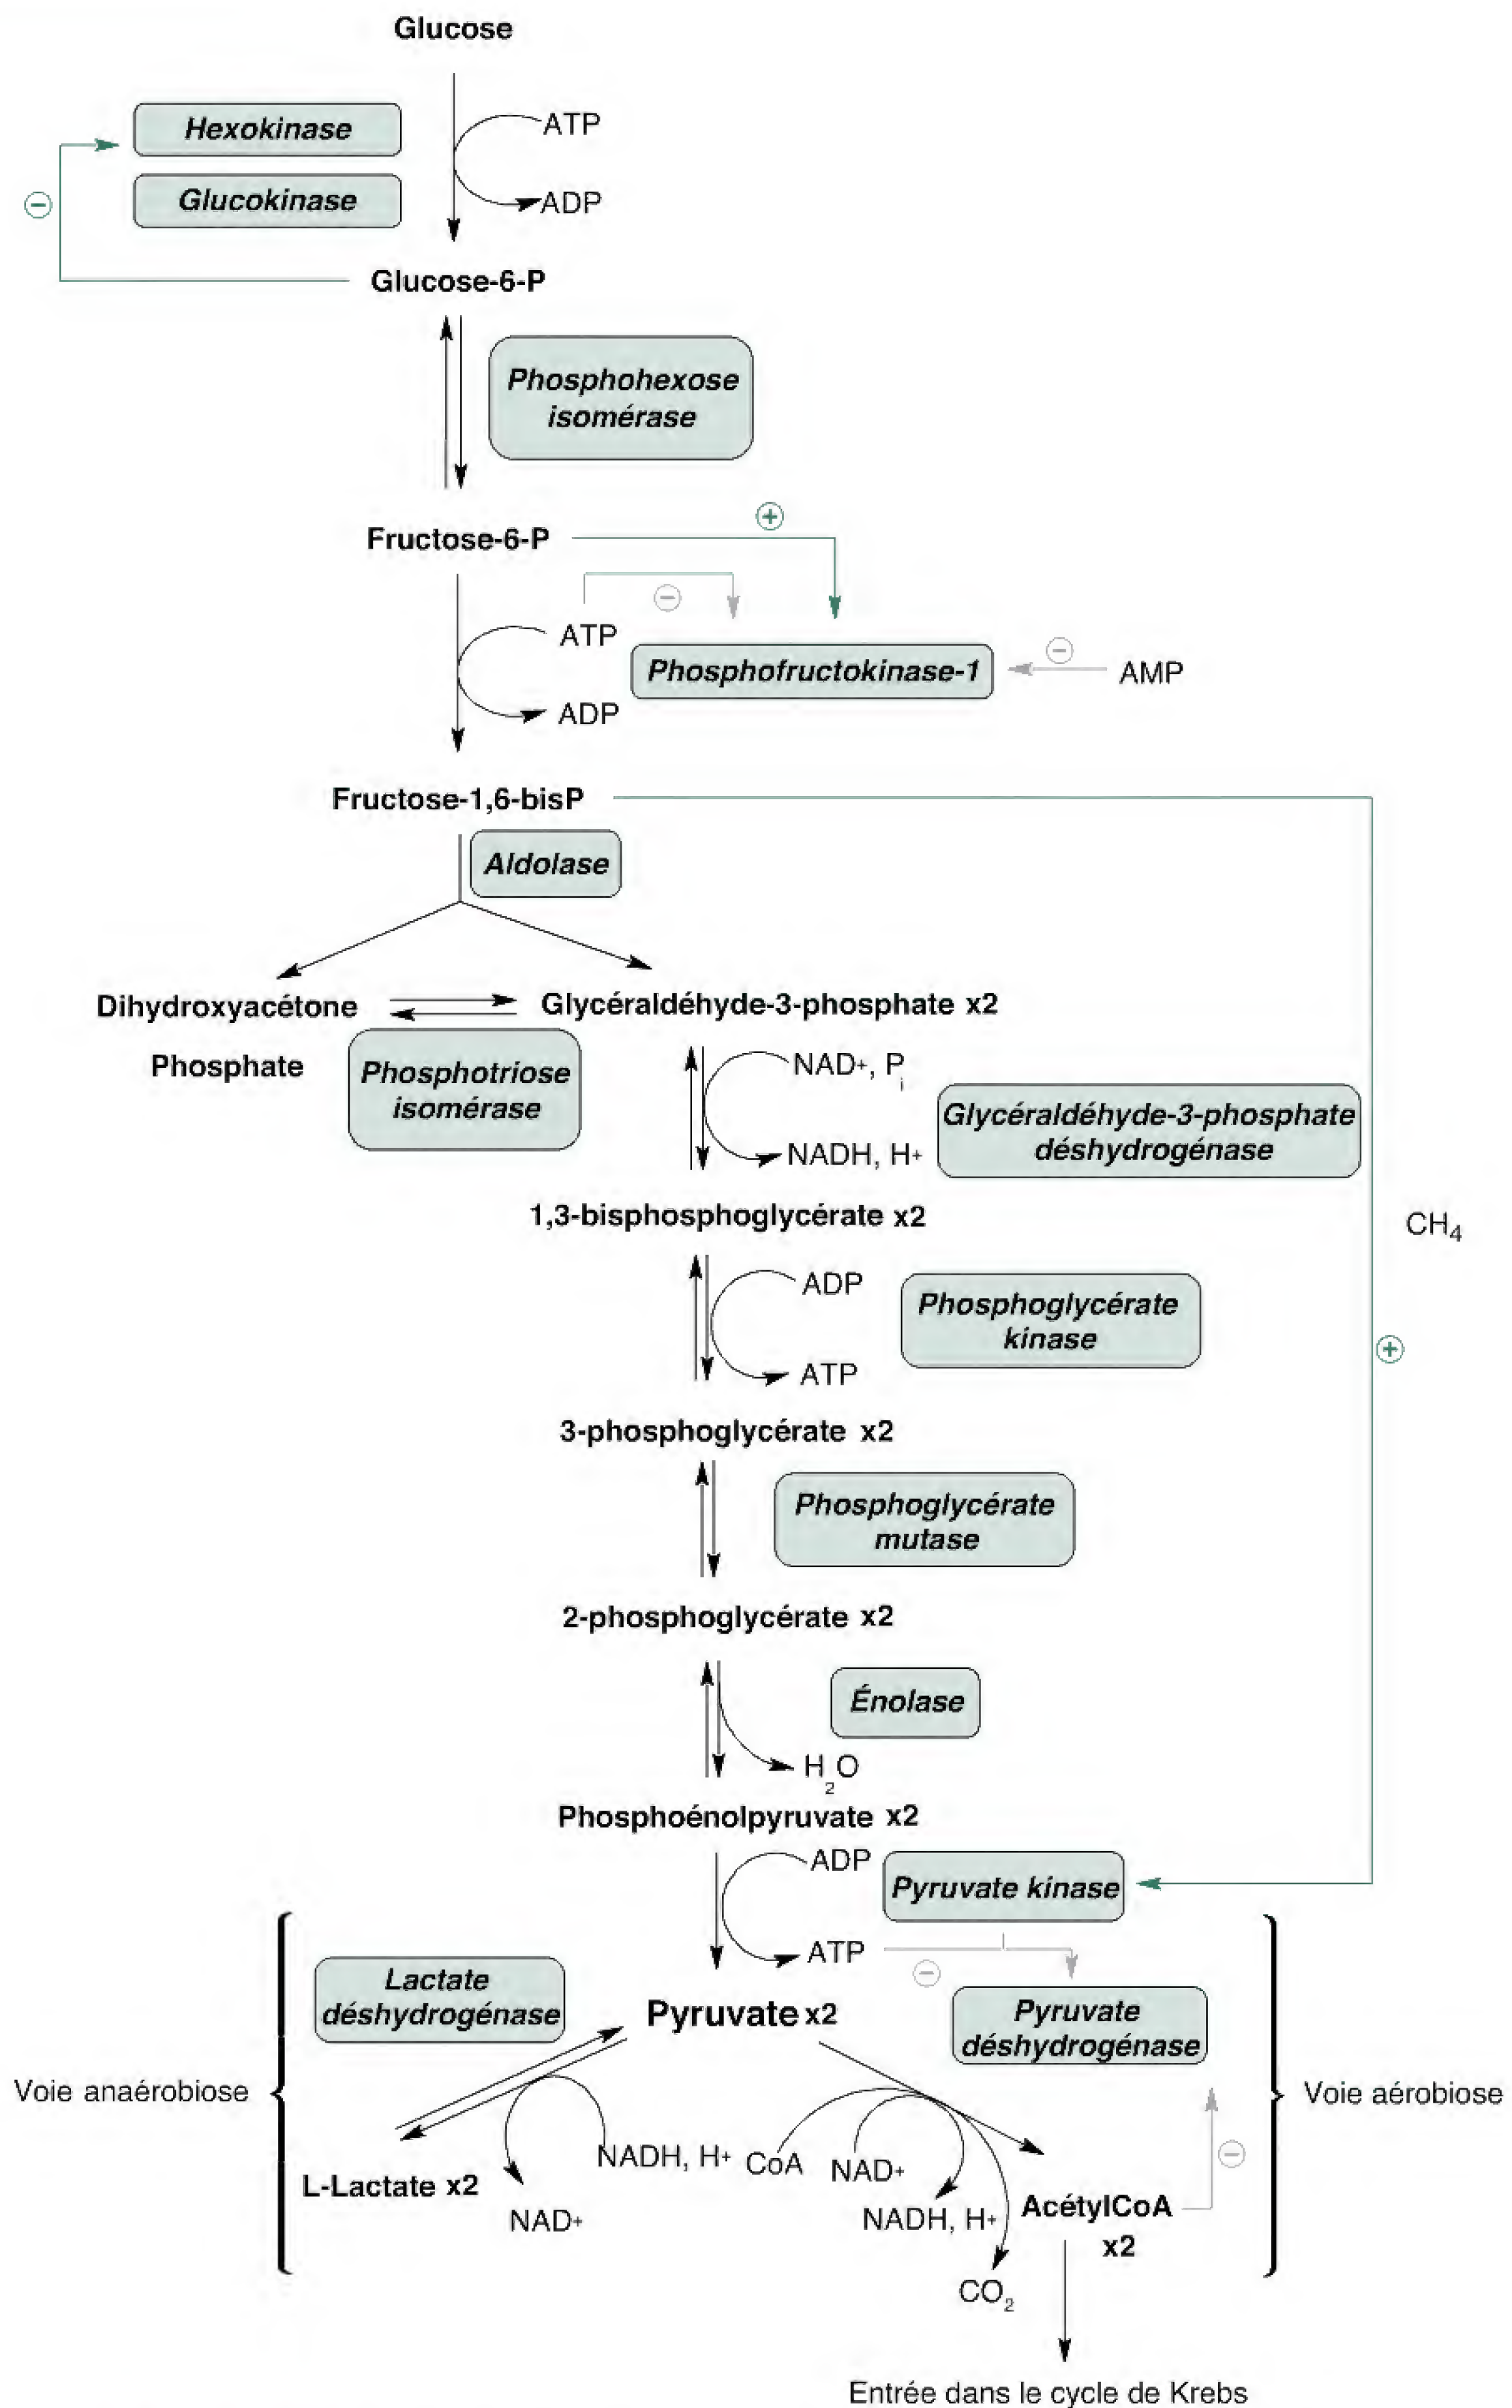 Glucose
Hexokinase
ATP
Glucokinase
ADP
−
Glucose-6-P
Phosphohexose
isomérase
+
Fructose-6-P
−
ATP
Phosphofructokinase-1
−
AMP
ADP
Fructose-1,6-bisP
Aldolase
Dihydroxyacétone
Phosphate
Glycéraldéhyde-3-phosphate x2
Phosphotriose
isomérase
NAD+, Pi
NADH, H+
Glycéraldéhyde-3-phosphate
déshydrogénase
1,3-bisphosphoglycérate x2
CH4
ADP
Phosphoglycérate
kinase
+
ATP
3-phosphoglycérate x2
Phosphoglycérate
mutase
2-phosphoglycérate x2
Énolase
H2O
Phosphoénolpyruvate x2
ADP
Pyruvate kinase
ATP
−
Lactate
déshydrogénase
Pyruvate x2
Pyruvate
déshydrogénase
Voie anaérobiose
Voie aérobiose
NADH, H+
CoA
NAD+
−
L-Lactate x2
NAD+
NADH, H+
AcétylCoA
x2
CO2
Entrée dans le cycle de Krebs